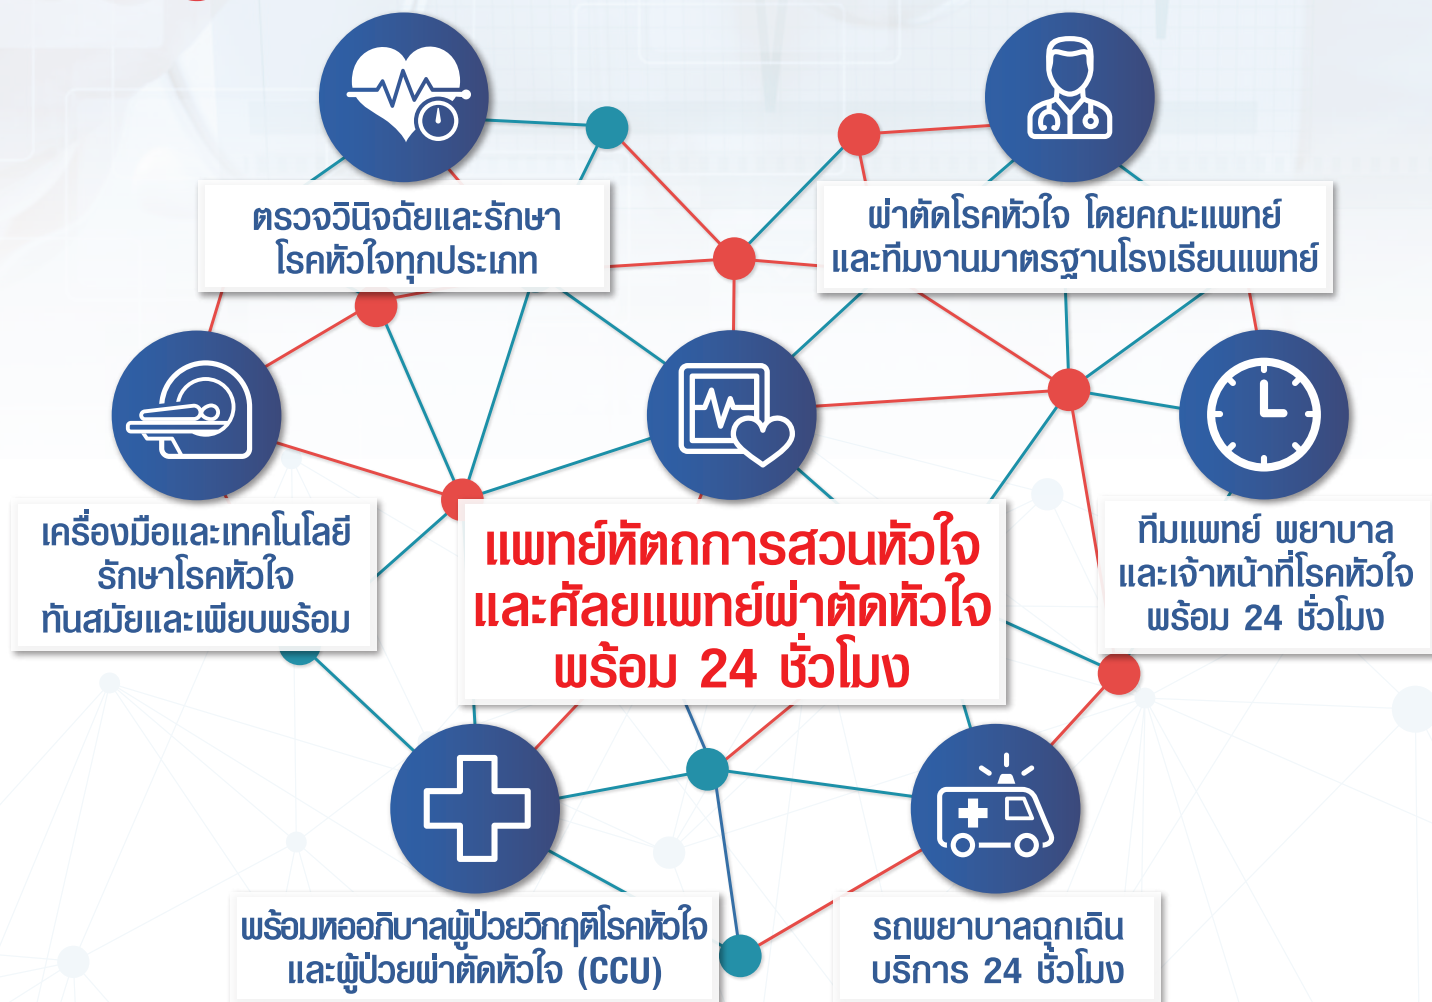 ตรวจวินิจฉัยและรักษา
โรคหัวใจทุกประเภท
ผ่าตัดโรคหัวใจ โดยคณะแพทย์
และทีมงานมาตรฐานโรงเรียนแพทย์
เครื่องมือและเทคโนโลยี
รักษาโรคหัวใจ
ทันสมัยและเพียบพร้อม
แพทย์หัตถการสวนหัวใจ
และศัลยแพทย์ผ่าตัดหัวใจ
พร้อม 24 ชั่วโมง
ทีมแพทย์ พยาบาล
และเจ้าหน้าที่โรคหัวใจ
พร้อม 24 ชั่วโมง
พร้อมหออภิบาลผู้ป่วยวิกฤติโรคหัวใจ
และผู้ป่วยผ่าตัดหัวใจ (CCU)
รถพยาบาลฉุกเฉิน
บริการ 24 ชั่วโมง